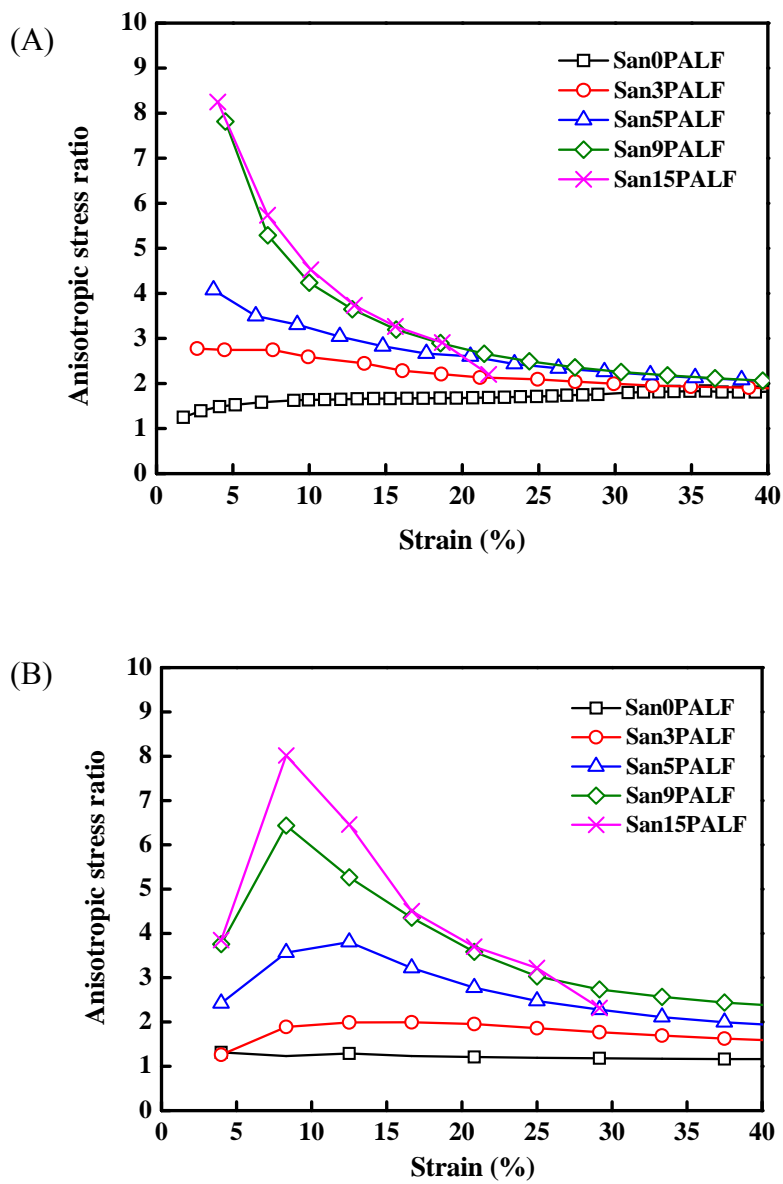 (A)
Anisotropic stress ratio
10
9
8
7
6
5
4
3
2
1
0
San0PALF
San3PALF
San5PALF
San9PALF
San15PALF
0 5 10 15 20 25 30 35 40
Strain (%)
(B)
Anisotropic stress ratio
10
9
8
7
6
5
4
3
2
1
0
San0PALF
San3PALF
San5PALF
San9PALF
San15PALF
0 5 10 15 20 25 30 35 40
Strain (%)